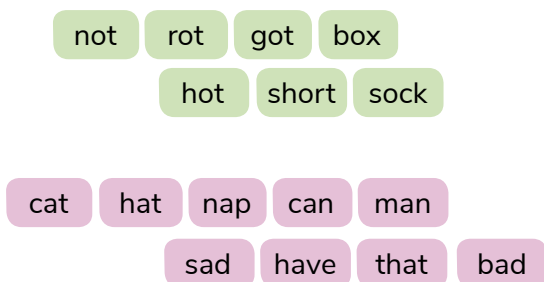 not rot got box
hot short sock
cat hat nap can man
sad have that bad